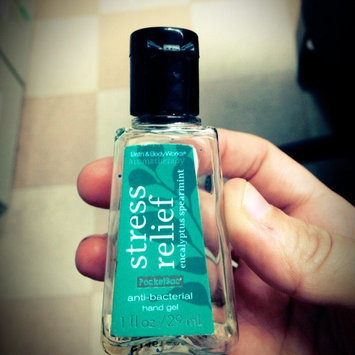 Bath & Body Works®
aromatherapy
stress
relief
eucalyptus spearmint
PocketBac
anti-bacterial
hand gel
1 fl oz / 29 mL